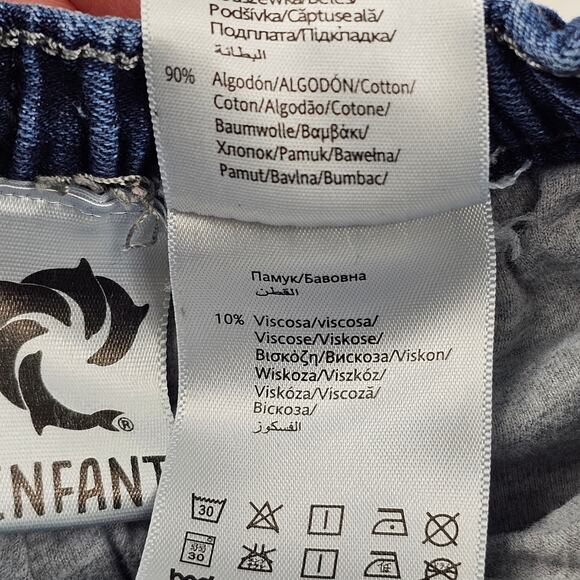 Podšívka/Căptuseală/
Подплата/Підкладка/
البطانة/
90% Algodón/ALGODÓN/Cotton/
Coton/Algodão/Cotone/
Baumwolle/Βαμβάκι/
Хлопок/Pamuk/Bawełna/
Pamut/Bavlna/Bumbac/
Памук/Бавовна
القطن/
10% Viscosa/viscosa/
Viscose/Viskose/
Βισκόζη/Вискоза/Viskon/
Wiskoza/Viszkóz/
Viskóza/Viscoză/
Віскоза/
الفسكوز/
®
ENFANT
30
30